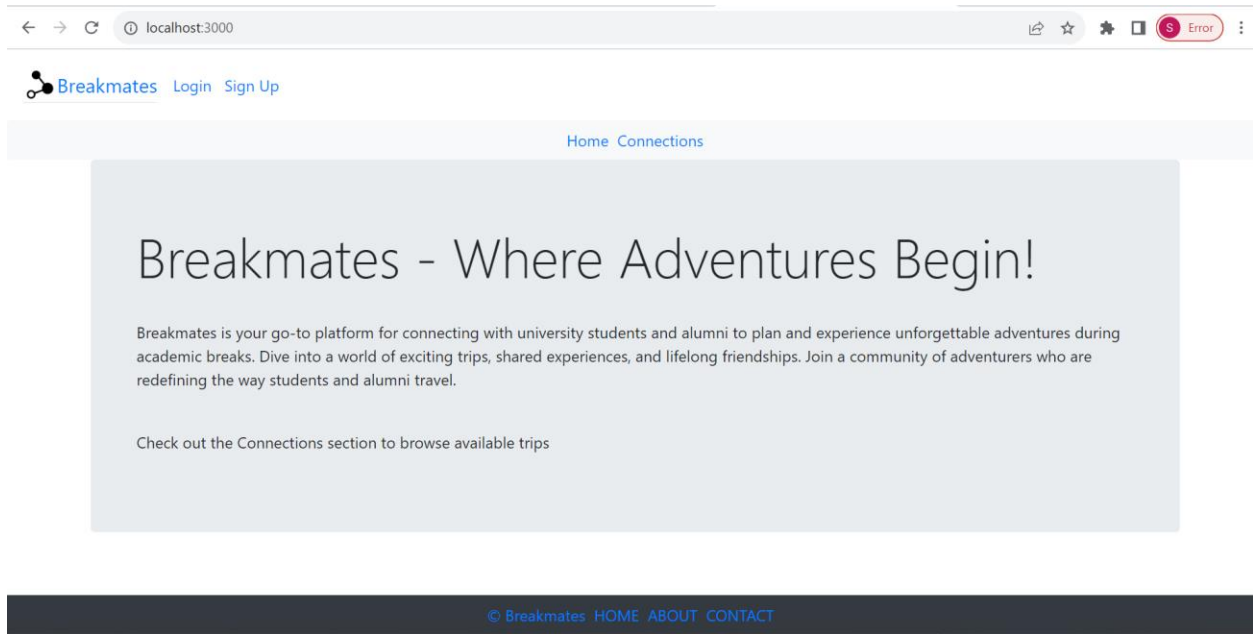 localhost:3000
S Error
Breakmates Login Sign Up
Home Connections
Breakmates - Where Adventures Begin!
Breakmates is your go-to platform for connecting with university students and alumni to plan and experience unforgettable adventures during
academic breaks. Dive into a world of exciting trips, shared experiences, and lifelong friendships. Join a community of adventurers who are
redefining the way students and alumni travel.
Check out the Connections section to browse available trips
© Breakmates HOME ABOUT CONTACT